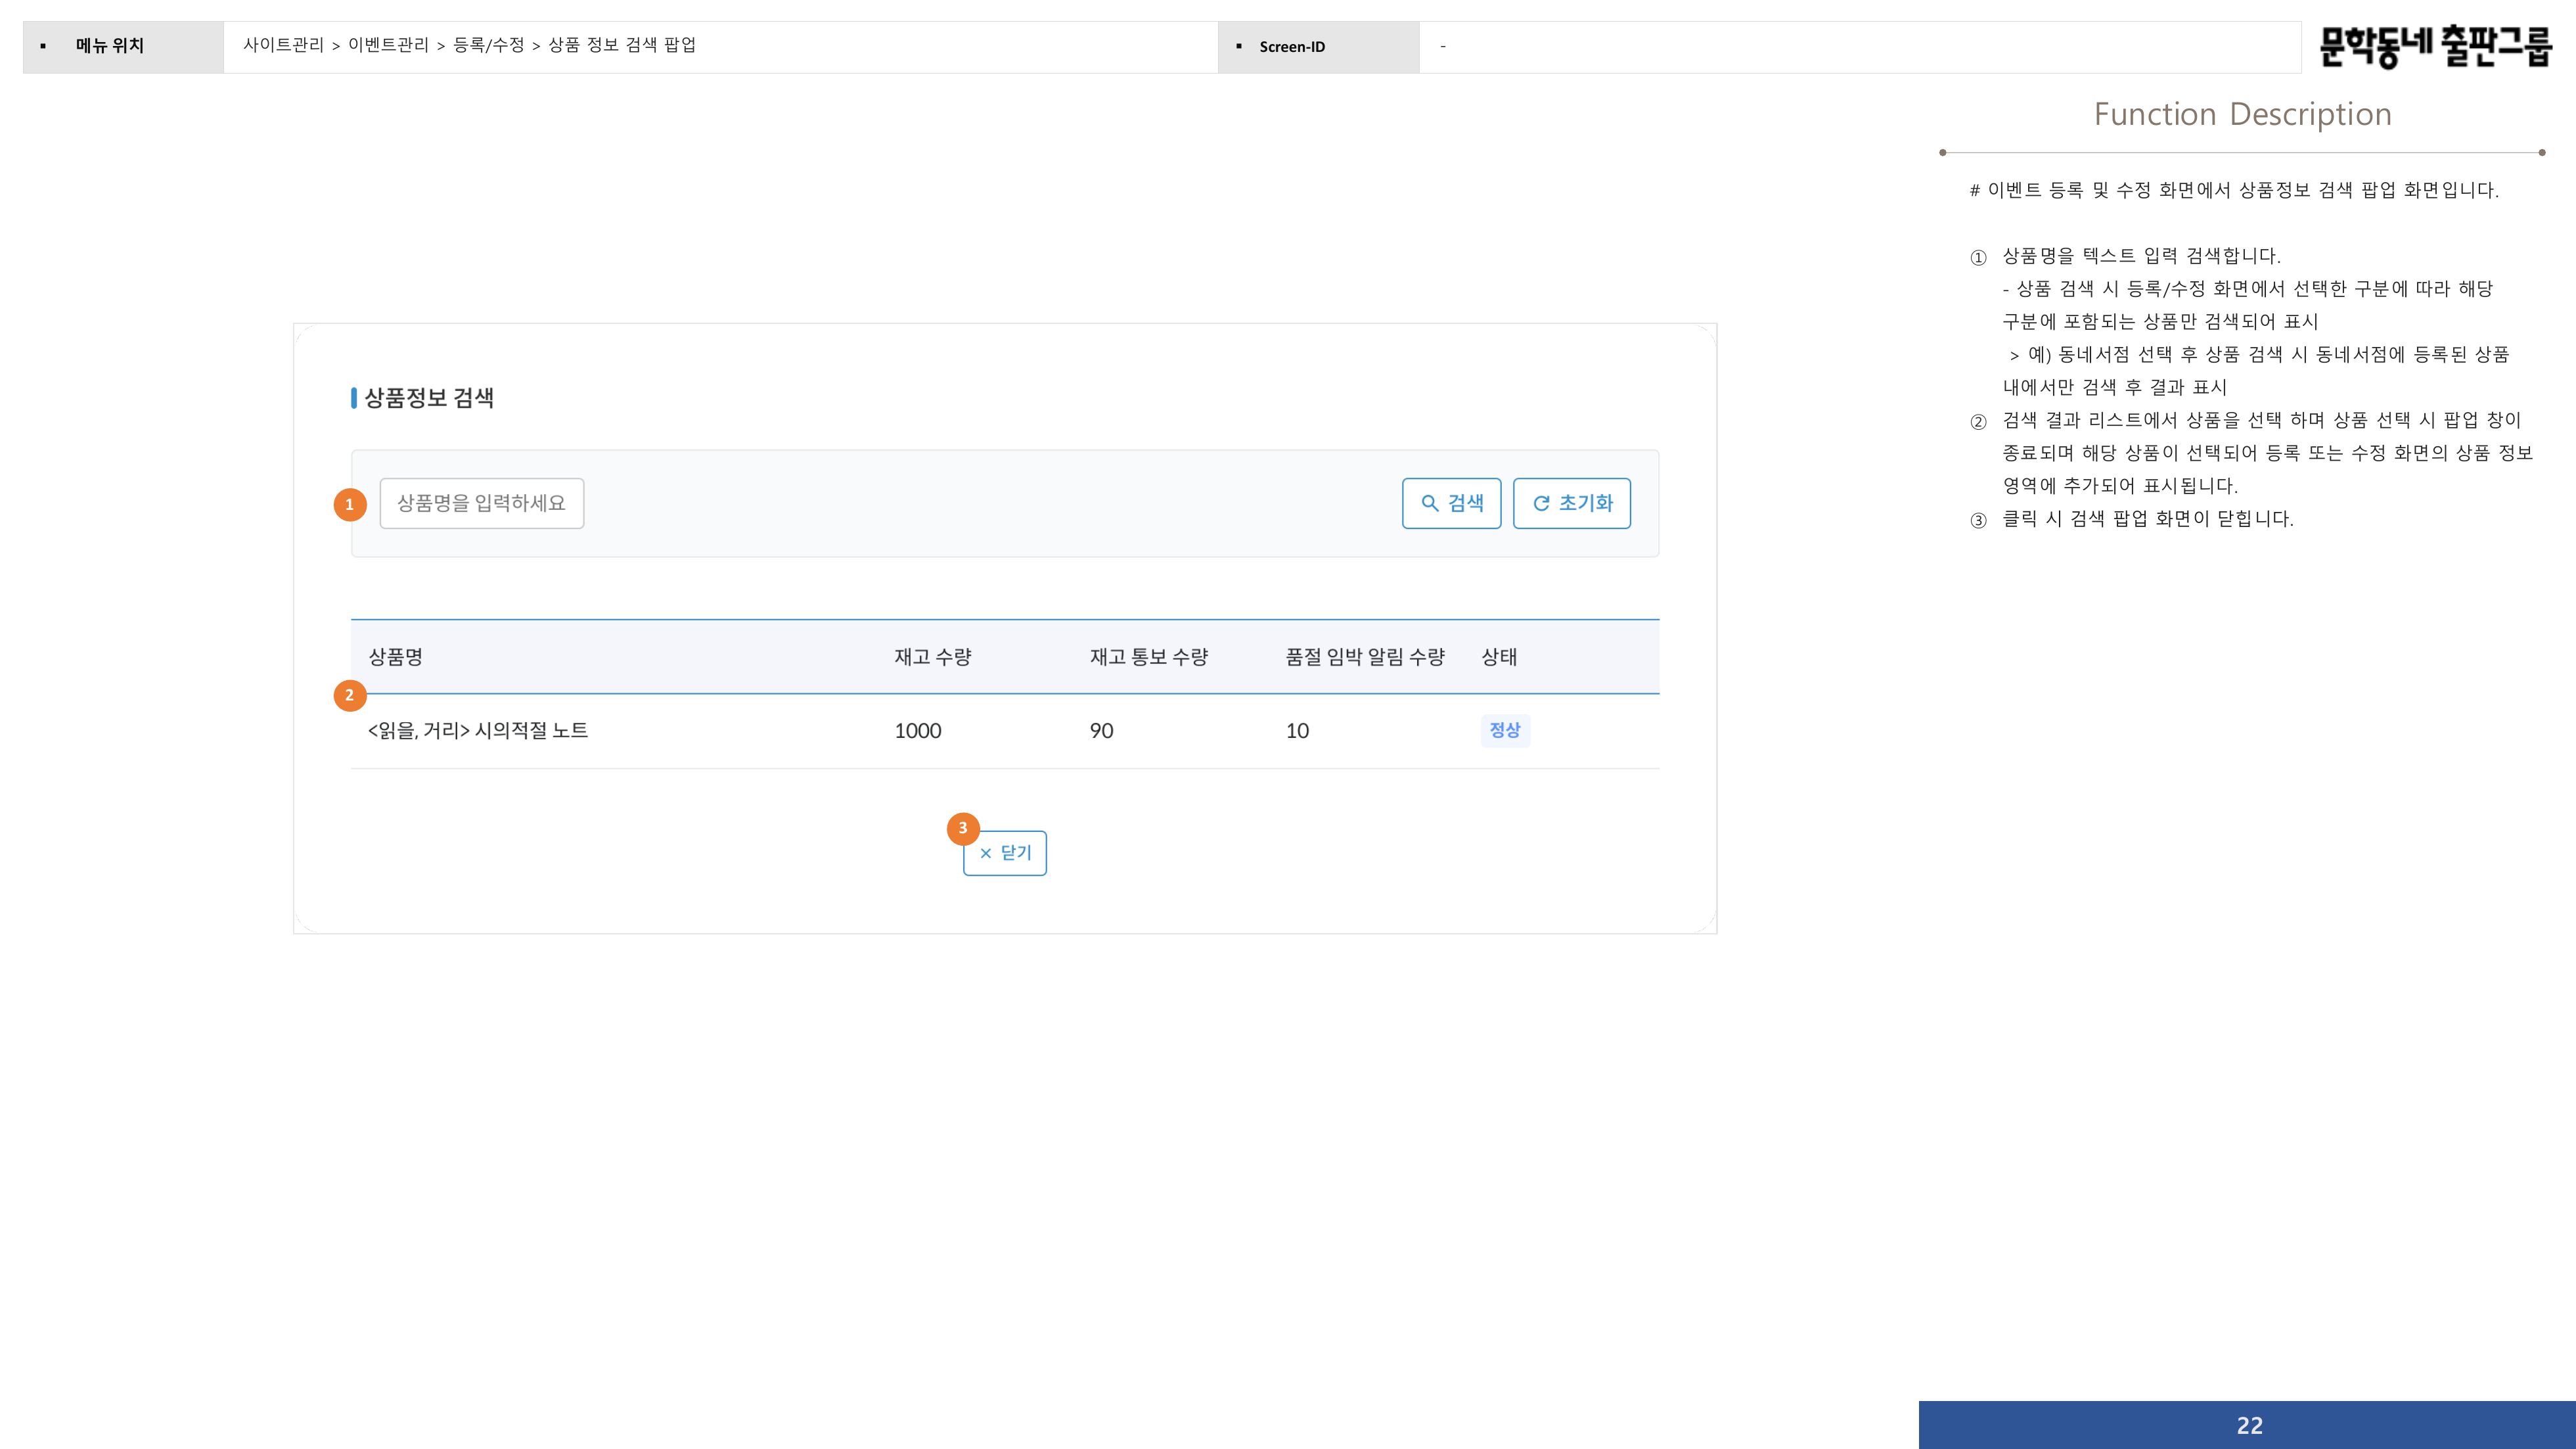 ▪ 메뉴 위치
사이트관리 > 이벤트관리 > 등록/수정 > 상품 정보 검색 팝업
▪ Screen-ID
-
문학동네 출판그룹
Function Description
# 이벤트 등록 및 수정 화면에서 상품정보 검색 팝업 화면입니다.
① 상품명을 텍스트 입력 검색합니다.
- 상품 검색 시 등록/수정 화면에서 선택한 구분에 따라 해당
구분에 포함되는 상품만 검색되어 표시
> 예) 동네서점 선택 후 상품 검색 시 동네서점에 등록된 상품
내에서만 검색 후 결과 표시
② 검색 결과 리스트에서 상품을 선택 하며 상품 선택 시 팝업 창이
종료되며 해당 상품이 선택되어 등록 또는 수정 화면의 상품 정보
영역에 추가되어 표시됩니다.
③ 클릭 시 검색 팝업 화면이 닫힙니다.
상품정보 검색
1 상품명을 입력하세요 검색 초기화
상품명 재고 수량 재고 통보 수량 품절 임박 알림 수량 상태
2
<읽을, 거리> 시의적절 노트 1000 90 10 정상
3
× 닫기
22